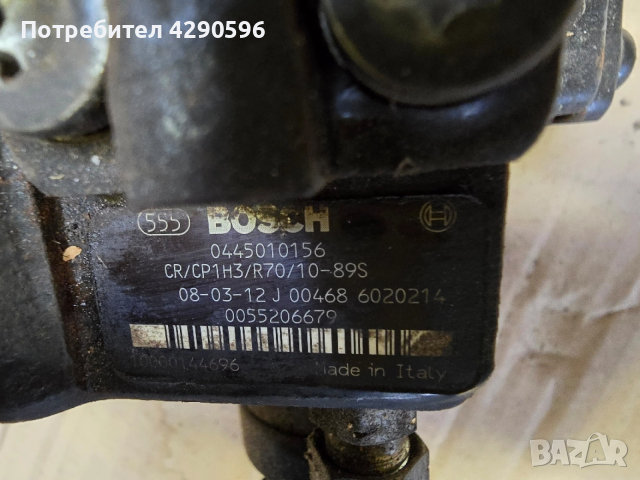 Потребител 4290596
555 BOSCH
0445010156
CR/CP1H3/R70/10-89S
08-03-12 J 00468 6020214
0055206679
Made in Italy
BAZAR